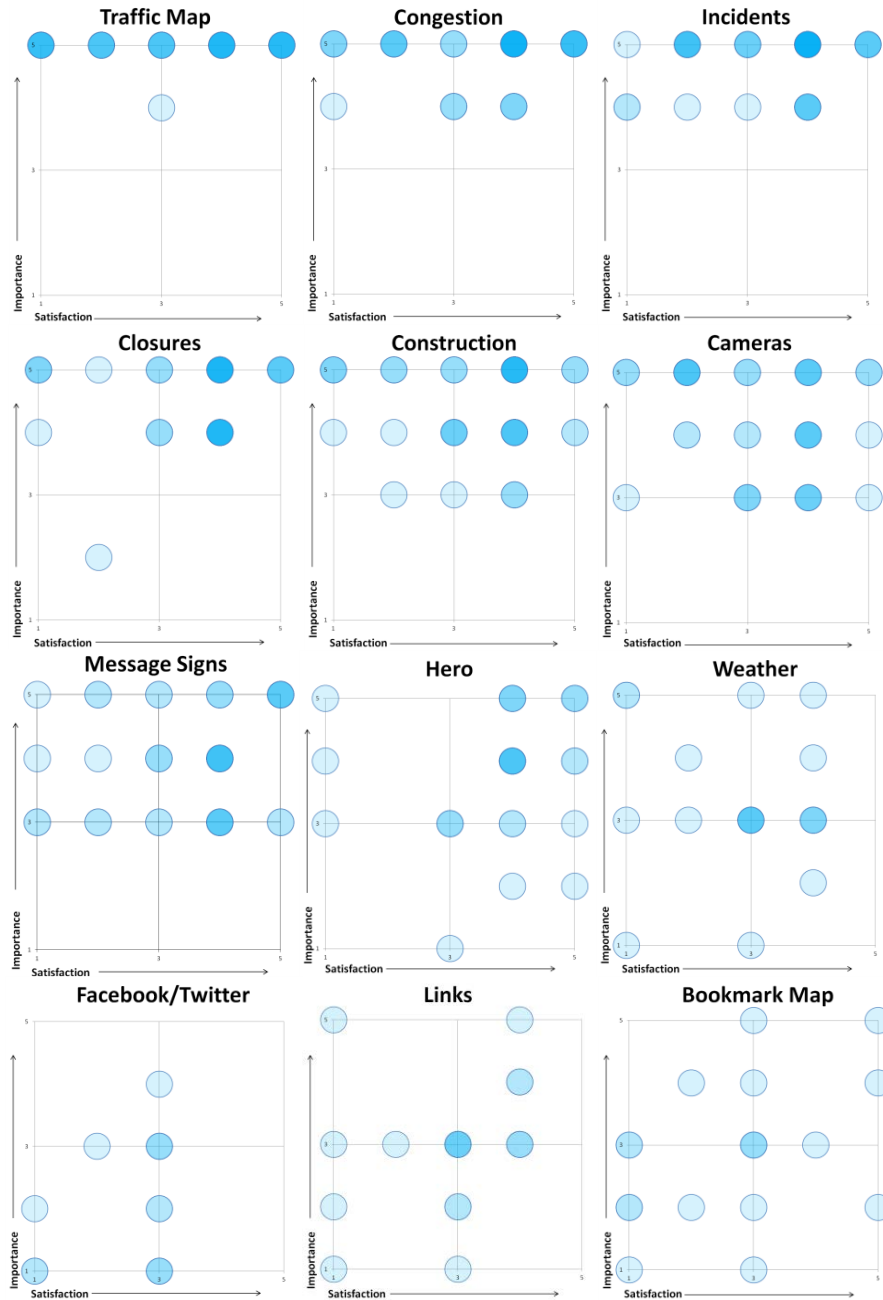 Traffic Map
5
3
1
1
3
5
Importance
Satisfaction
Congestion
5
3
1
1
3
5
Importance
Satisfaction
Incidents
5
3
1
1
3
5
Importance
Satisfaction
Closures
5
3
1
1
3
5
Importance
Satisfaction
Construction
5
3
1
1
3
5
Importance
Satisfaction
Cameras
5
3
1
1
3
5
Importance
Satisfaction
Message Signs
5
3
1
1
3
5
Importance
Satisfaction
Hero
5
3
1
1
3
5
Importance
Satisfaction
Weather
5
3
1
1
3
5
Importance
Satisfaction
Facebook/Twitter
5
3
1
1
3
5
Importance
Satisfaction
Links
5
3
1
1
3
5
Importance
Satisfaction
Bookmark Map
5
3
1
1
3
5
Importance
Satisfaction